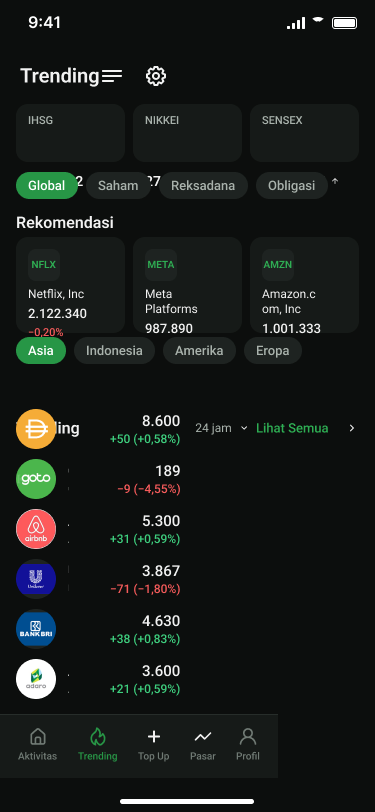 9:41
Trending
IHSG
NIKKEI
SENSEX
Global
2
Saham
27
Reksadana
Obligasi
Rekomendasi
NFLX
META
AMZN
Netflix, Inc
Meta
Platforms
Amazon.c
om, Inc
2.122.340
987.890
1.001.333
−0,20%
Asia
Indonesia
Amerika
Eropa
8.600
+50 (+0,58%)
24 jam
Lihat Semua
goto
189
−9 (−4,55%)
airbnb
5.300
+31 (+0,59%)
Unilever
3.867
−71 (−1,80%)
BANK BRI
4.630
+38 (+0,83%)
adaro
3.600
+21 (+0,59%)
Aktivitas
Trending
Top Up
Pasar
Profil